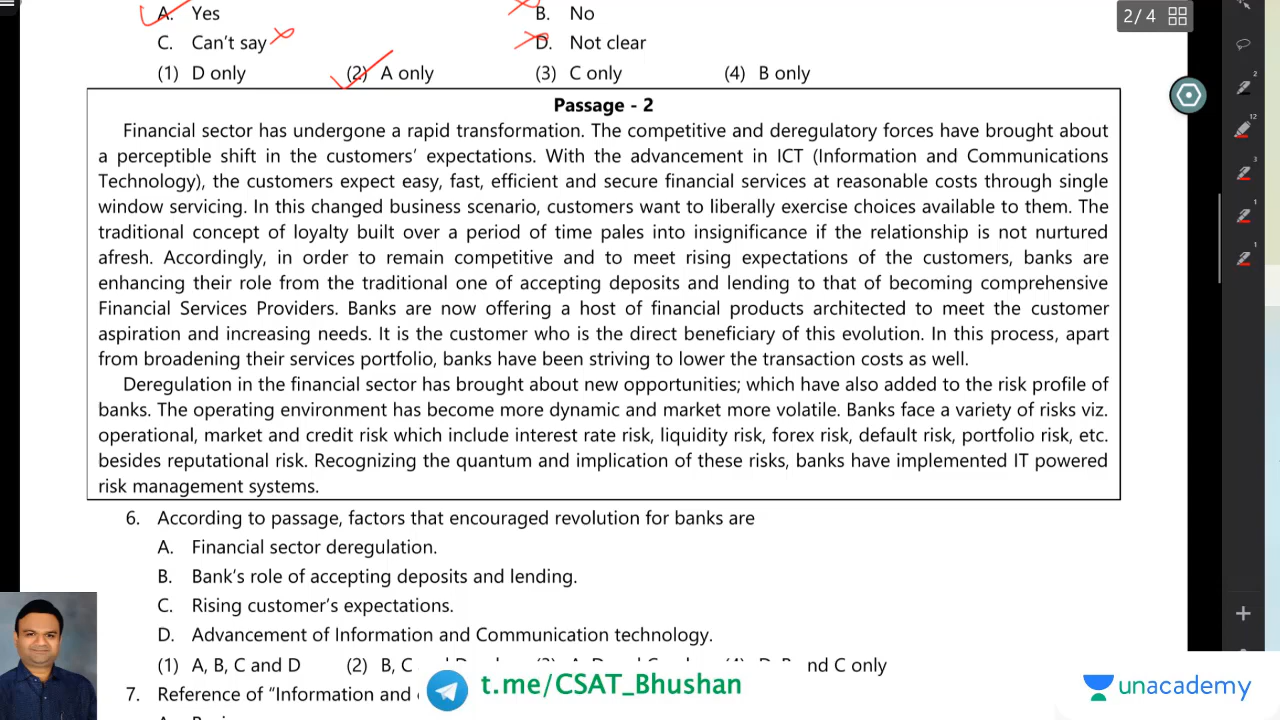 A. Yes
B. No
2/4
C. Can't say
D. Not clear
(1) D only
(2) A only
(3) C only
(4) B only
Passage - 2
Financial sector has undergone a rapid transformation. The competitive and deregulatory forces have brought about
a perceptible shift in the customers' expectations. With the advancement in ICT (Information and Communications
Technology), the customers expect easy, fast, efficient and secure financial services at reasonable costs through single
window servicing. In this changed business scenario, customers want to liberally exercise choices available to them. The
traditional concept of loyalty built over a period of time pales into insignificance if the relationship is not nurtured
afresh. Accordingly, in order to remain competitive and to meet rising expectations of the customers, banks are
enhancing their role from the traditional one of accepting deposits and lending to that of becoming comprehensive
Financial Services Providers. Banks are now offering a host of financial products architected to meet the customer
aspiration and increasing needs. It is the customer who is the direct beneficiary of this evolution. In this process, apart
from broadening their services portfolio, banks have been striving to lower the transaction costs as well.
Deregulation in the financial sector has brought about new opportunities; which have also added to the risk profile of
banks. The operating environment has become more dynamic and market more volatile. Banks face a variety of risks viz.
operational, market and credit risk which include interest rate risk, liquidity risk, forex risk, default risk, portfolio risk, etc.
besides reputational risk. Recognizing the quantum and implication of these risks, banks have implemented IT powered
risk management systems.
6. According to passage, factors that encouraged revolution for banks are
A. Financial sector deregulation.
B. Bank's role of accepting deposits and lending.
C. Rising customer's expectations.
D. Advancement of Information and Communication technology.
(1) A, B, C and D
(2) B, C
nd C only
7. Reference of "Information and
t.me/CSAT_Bhushan
unacademy